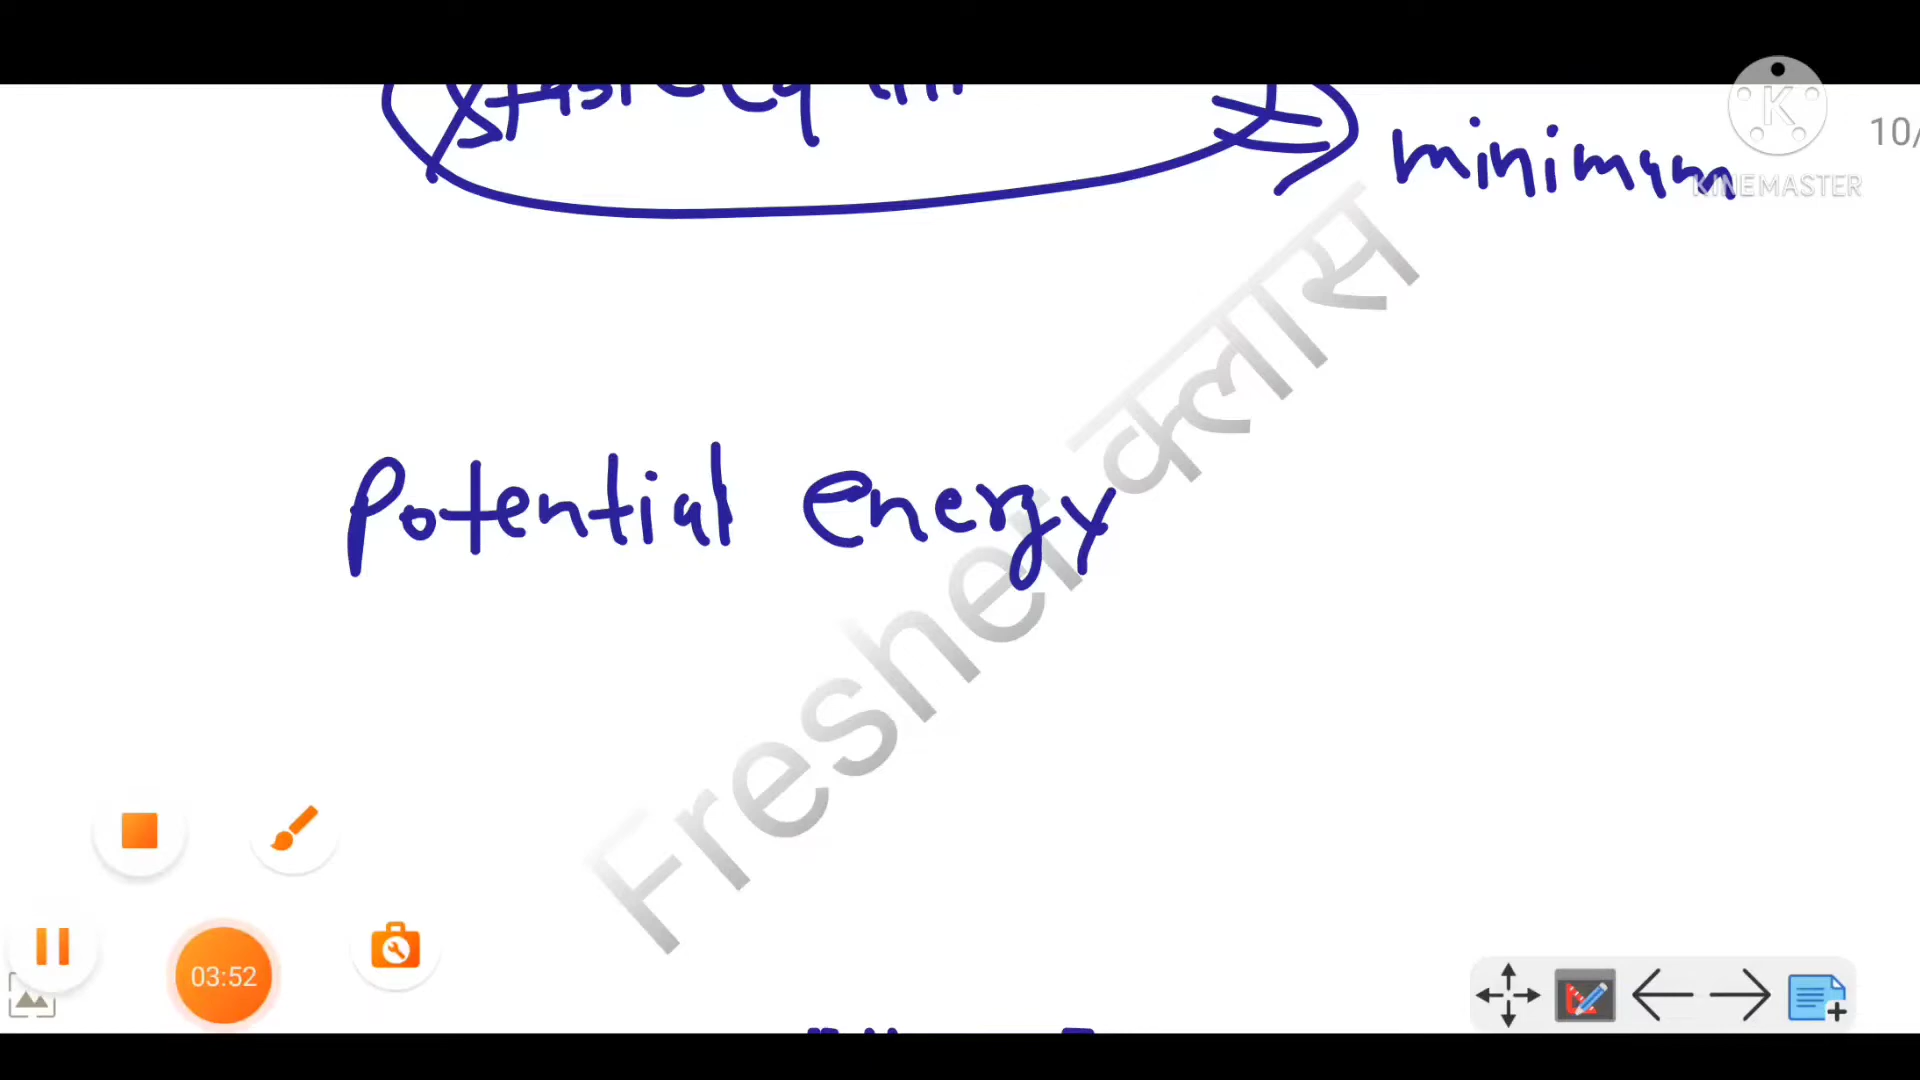 minimum
10/
KINEMASTER
Potential energy
Fresher क्लास
03:52